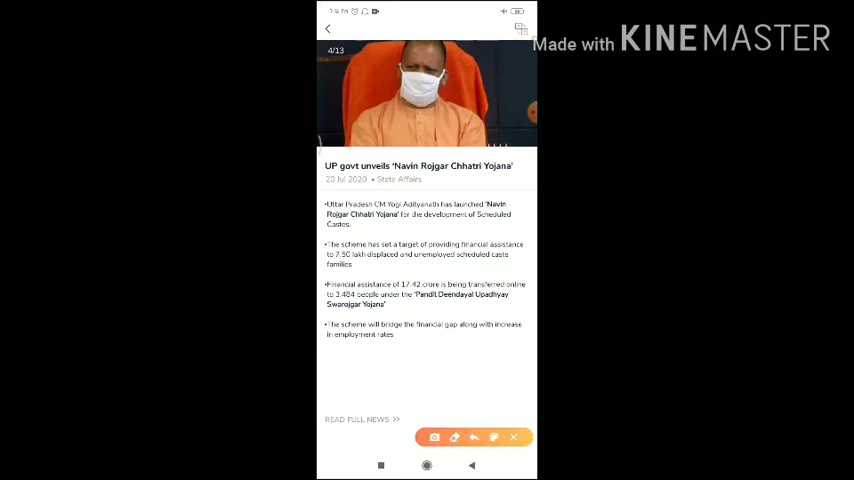 Made with KINEMASTER
4/13
UP govt unveils ‘Navin Rojgar Chhatri Yojana’
20 Jul 2020 • State Affairs
•Uttar Pradesh CM Yogi Adityanath has launched ‘Navin
Rojgar Chhatri Yojana’ for the development of Scheduled
Castes.
•The scheme has set a target of providing financial assistance
to 7.50 lakh displaced and unemployed scheduled caste
families
•Financial assistance of 17.42 crore is being transferred online
to 3,484 people under the ‘Pandit Deendayal Upadhyay
Swarojgar Yojana’
•The scheme will bridge the financial gap along with increase
in employment rates
READ FULL NEWS >>